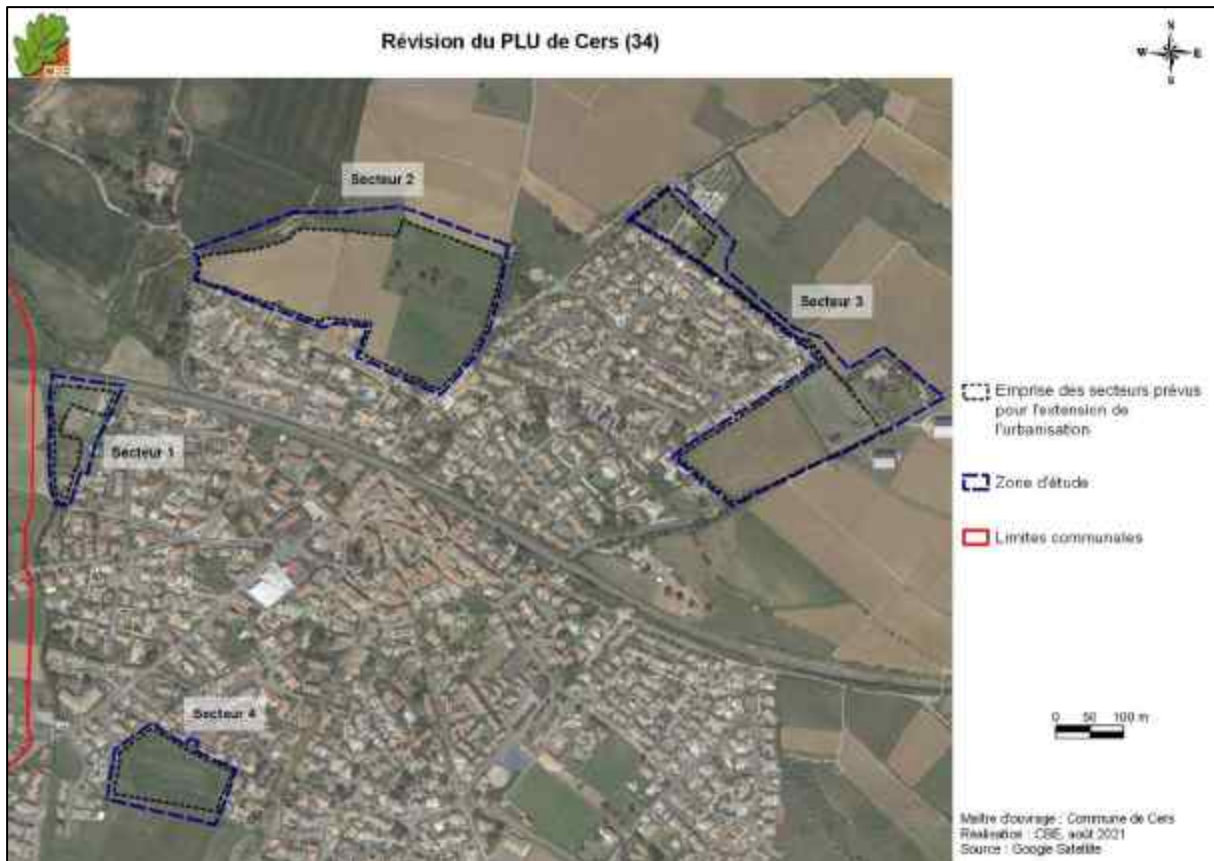 Révision du PLU de Cers (34)
N
W
E
S
Secteur 2
Secteur 3
Secteur 1
Secteur 4
Emprise des secteurs prévus
pour l'extension de
l'urbanisation
Zone d'étude
Limites communales
0 50 100 m
Maître d'ouvrage : Commune de Cers
Réalisation : CBE, août 2021
Source : Google Satellite